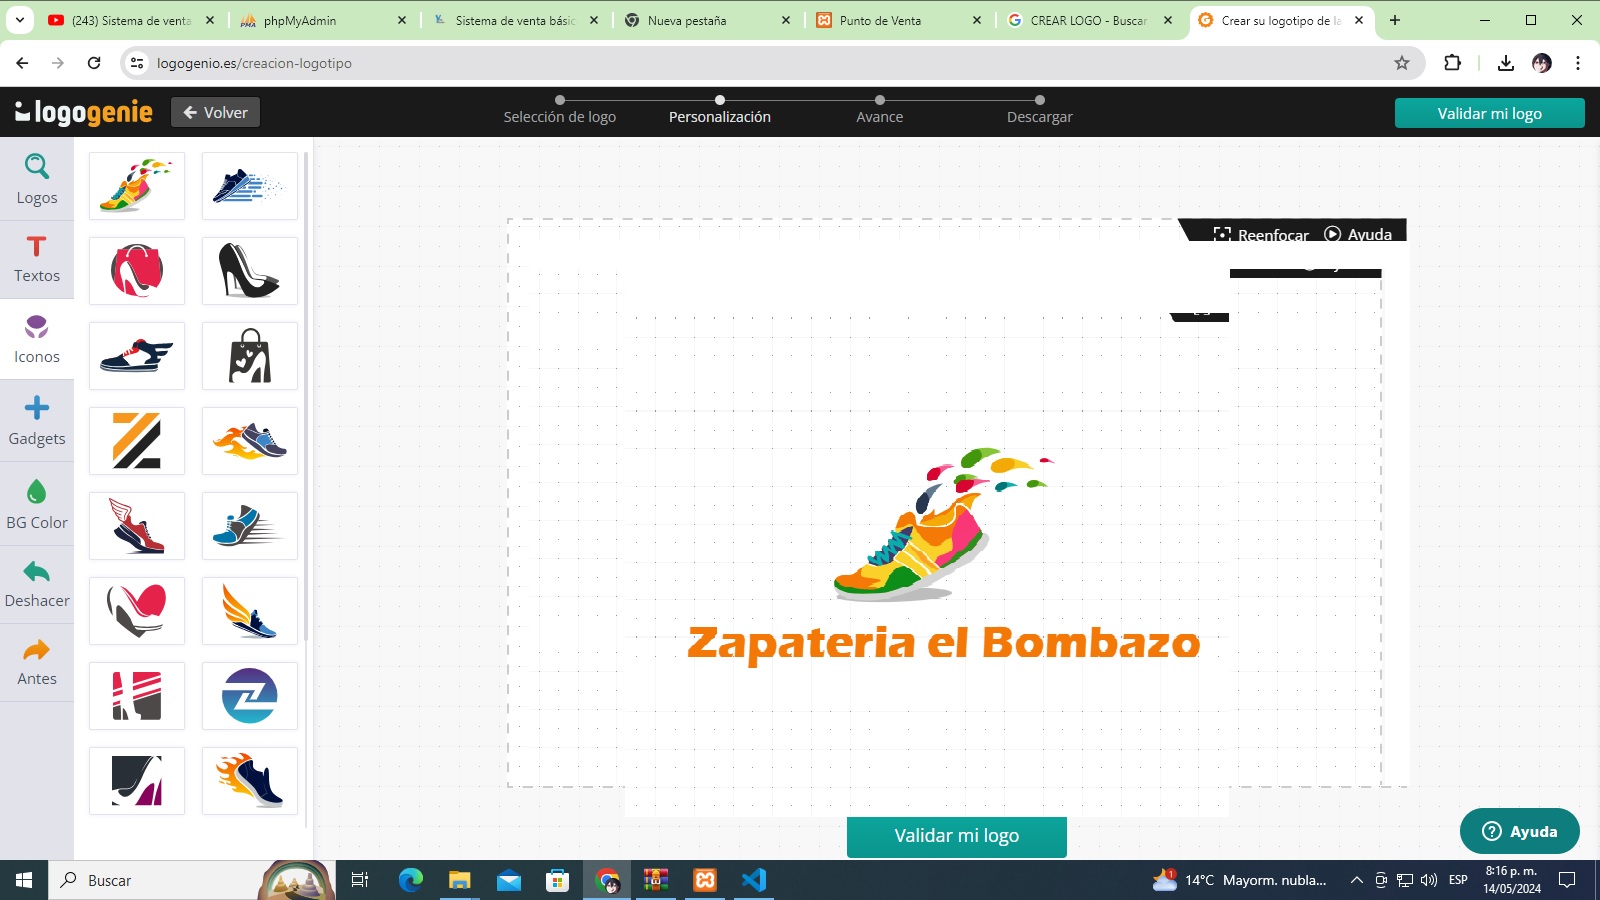 (243) Sistema de venta
phpMyAdmin
Sistema de venta bási
Nueva pestaña
Punto de Venta
CREAR LOGO - Buscar
Crear su logotipo de la
logogenio.es/creacion-logotipo
logogenie
Volver
Selección de logo
Personalización
Avance
Descargar
Validar mi logo
Logos
Textos
Iconos
Gadgets
BG Color
Deshacer
Antes
Reenfocar
Ayuda
Zapateria el Bombazo
Validar mi logo
Ayuda
Buscar
14°C Mayorm. nubla...
ESP
8:16 p. m.
14/05/2024